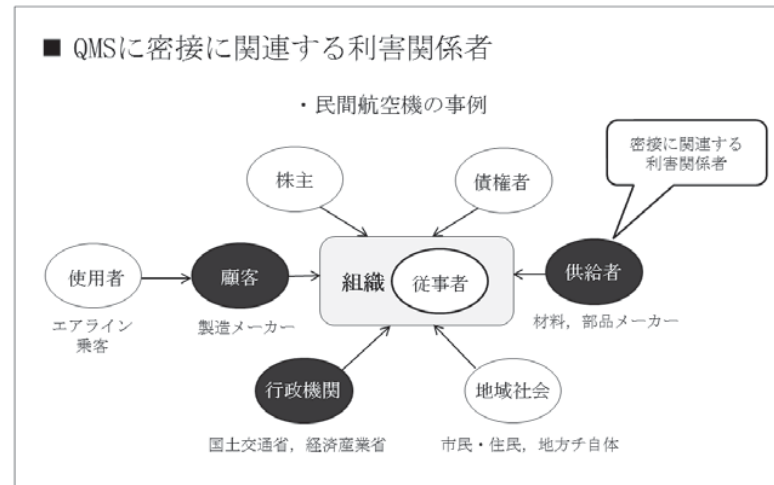 ■ QMSに密接に関連する利害関係者
・民間航空機の事例
密接に関連する
利害関係者
株主
債権者
使用者
顧客
組織
従事者
供給者
エアライン
乗客
製造メーカー
材料，部品メーカー
行政機関
地域社会
国土交通省，経済産業省
市民・住民，地方チ自体